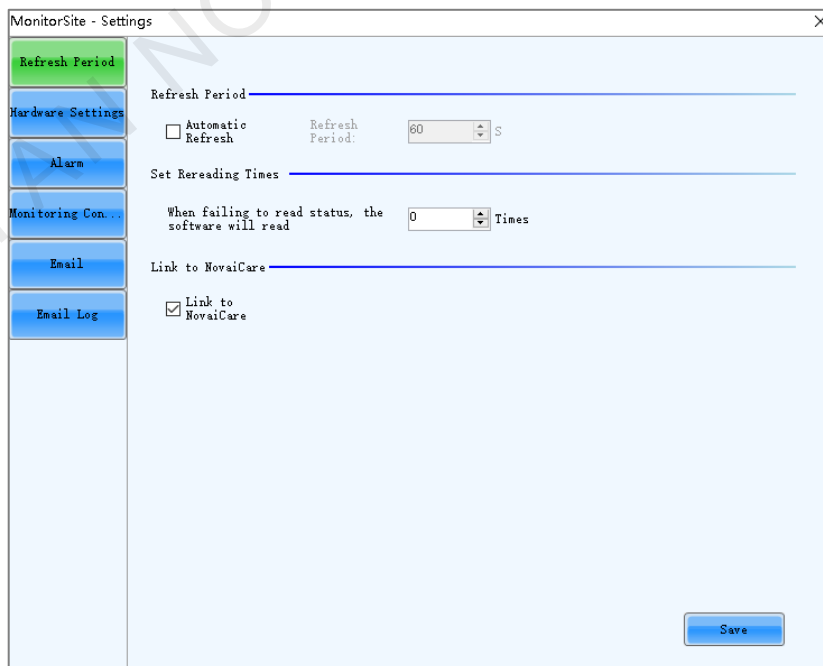 MonitorSite - Settings
Refresh Period
Hardware Settings
Alarm
Monitoring Con...
Email
Email Log
Refresh Period
Automatic
Refresh
Refresh
Period:
60
S
Set Rereading Times
When failing to read status, the
software will read
0
Times
Link to NovaiCare
Link to
NovaiCare
Save